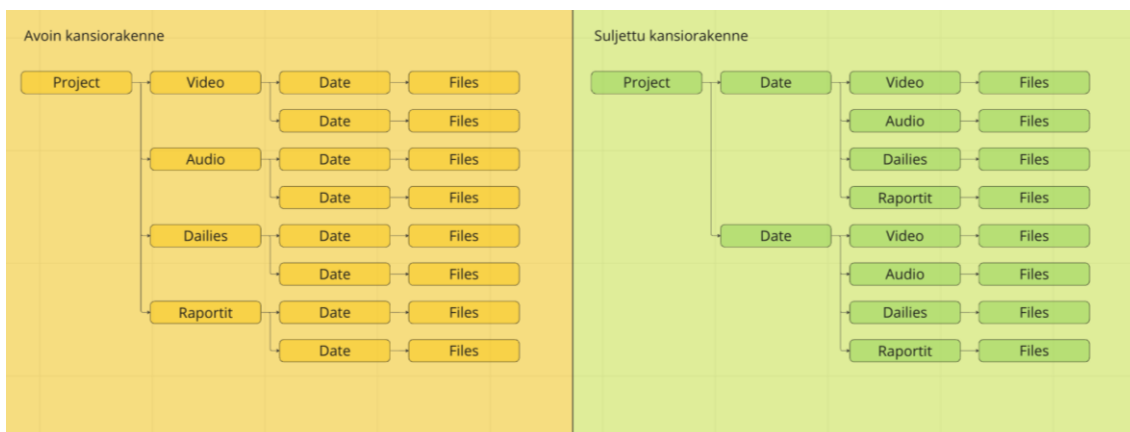 Avoin kansiorakenne
Project Video Date Files
Date Files
Audio Date Files
Date Files
Dailies Date Files
Date Files
Raportit Date Files
Date Files
Suljettu kansiorakenne
Project Date Video Files
Audio Files
Dailies Files
Raportit Files
Date Video Files
Audio Files
Dailies Files
Raportit Files